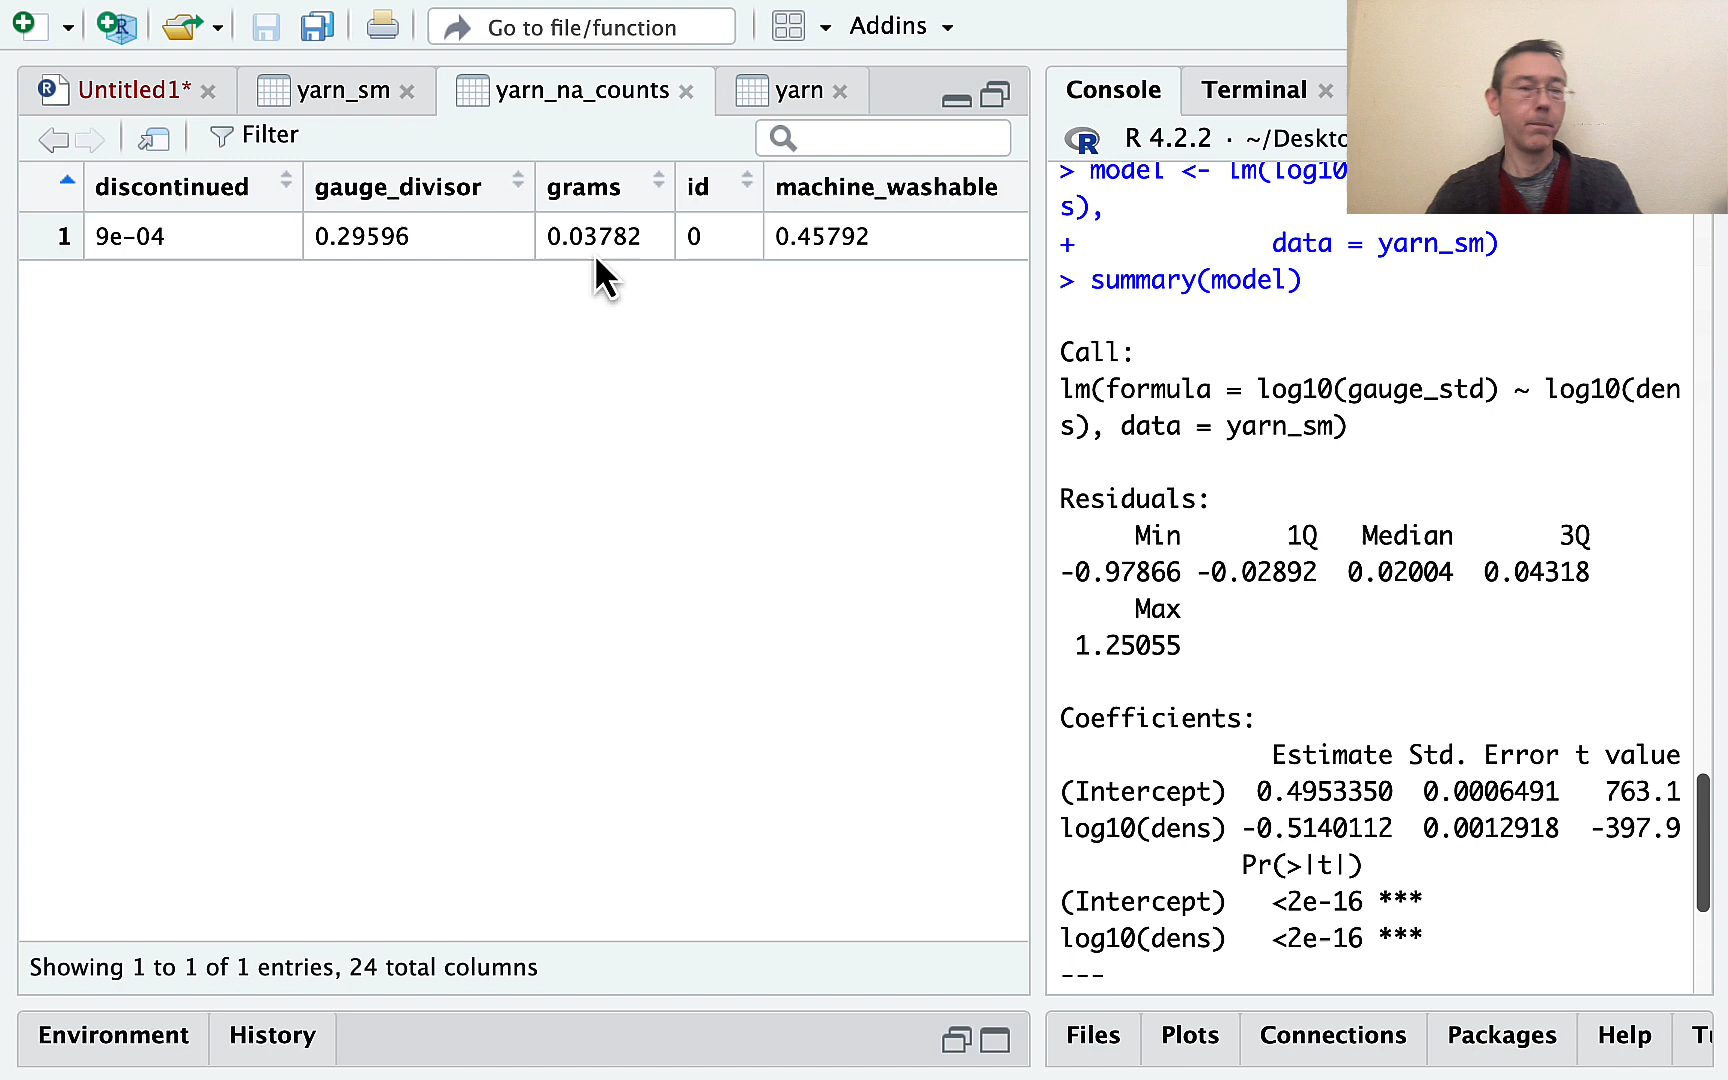 Go to file/function
Addins
Untitled1*
yarn_sm
yarn_na_counts
yarn
Filter
discontinued gauge_divisor grams id machine_washable
1 9e-04 0.29596 0.03782 0 0.45792
Showing 1 to 1 of 1 entries, 24 total columns
Environment History
Console Terminal
R 4.2.2 · ~/Deskto
> model <- lm(log10
s),
+ data = yarn_sm)
> summary(model)
Call:
lm(formula = log10(gauge_std) ~ log10(den
s), data = yarn_sm)
Residuals:
Min 1Q Median 3Q
-0.97866 -0.02892 0.02004 0.04318
Max
1.25055
Coefficients:
Estimate Std. Error t value
(Intercept) 0.4953350 0.0006491 763.1
log10(dens) -0.5140112 0.0012918 -397.9
Pr(>|t|)
(Intercept) <2e-16 ***
log10(dens) <2e-16 ***
---
Files Plots Connections Packages Help